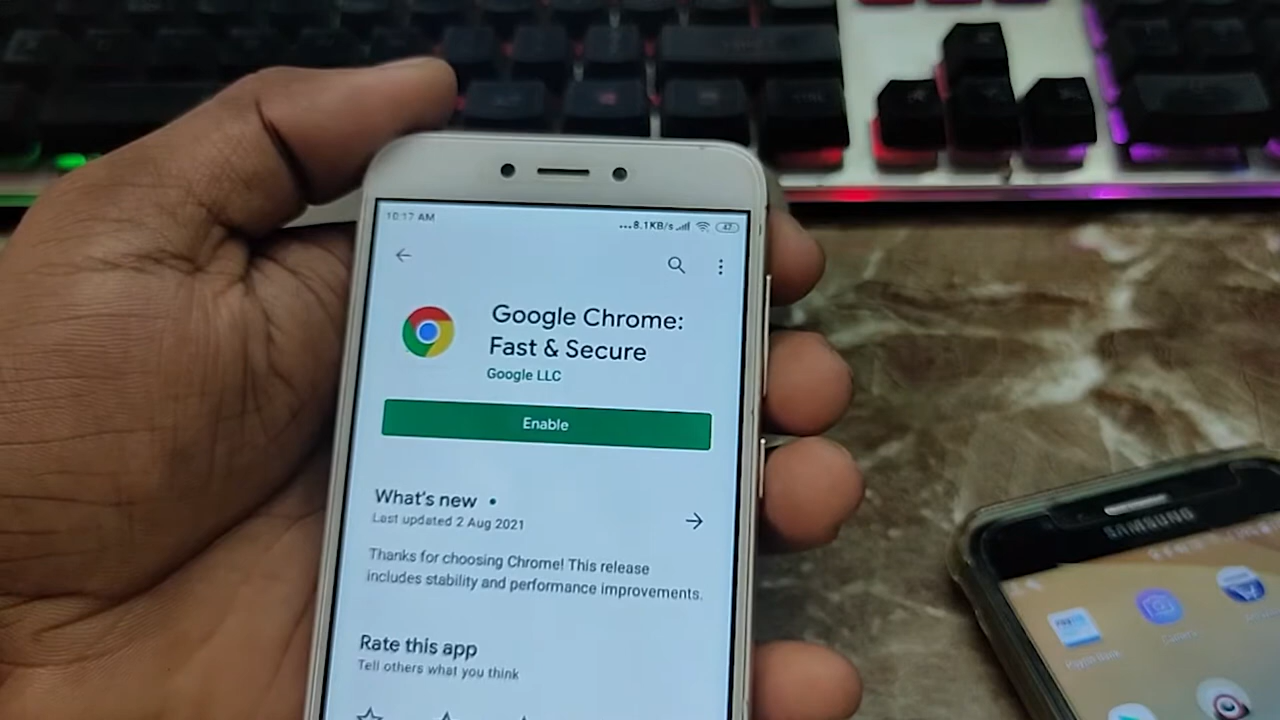 10:17 AM
...8.1KB/s
42
Google Chrome:
Fast & Secure
Google LLC
Enable
What's new •
Last updated 2 Aug 2021
Thanks for choosing Chrome! This release
includes stability and performance improvements.
Rate this app
Tell others what you think
SAMSUNG